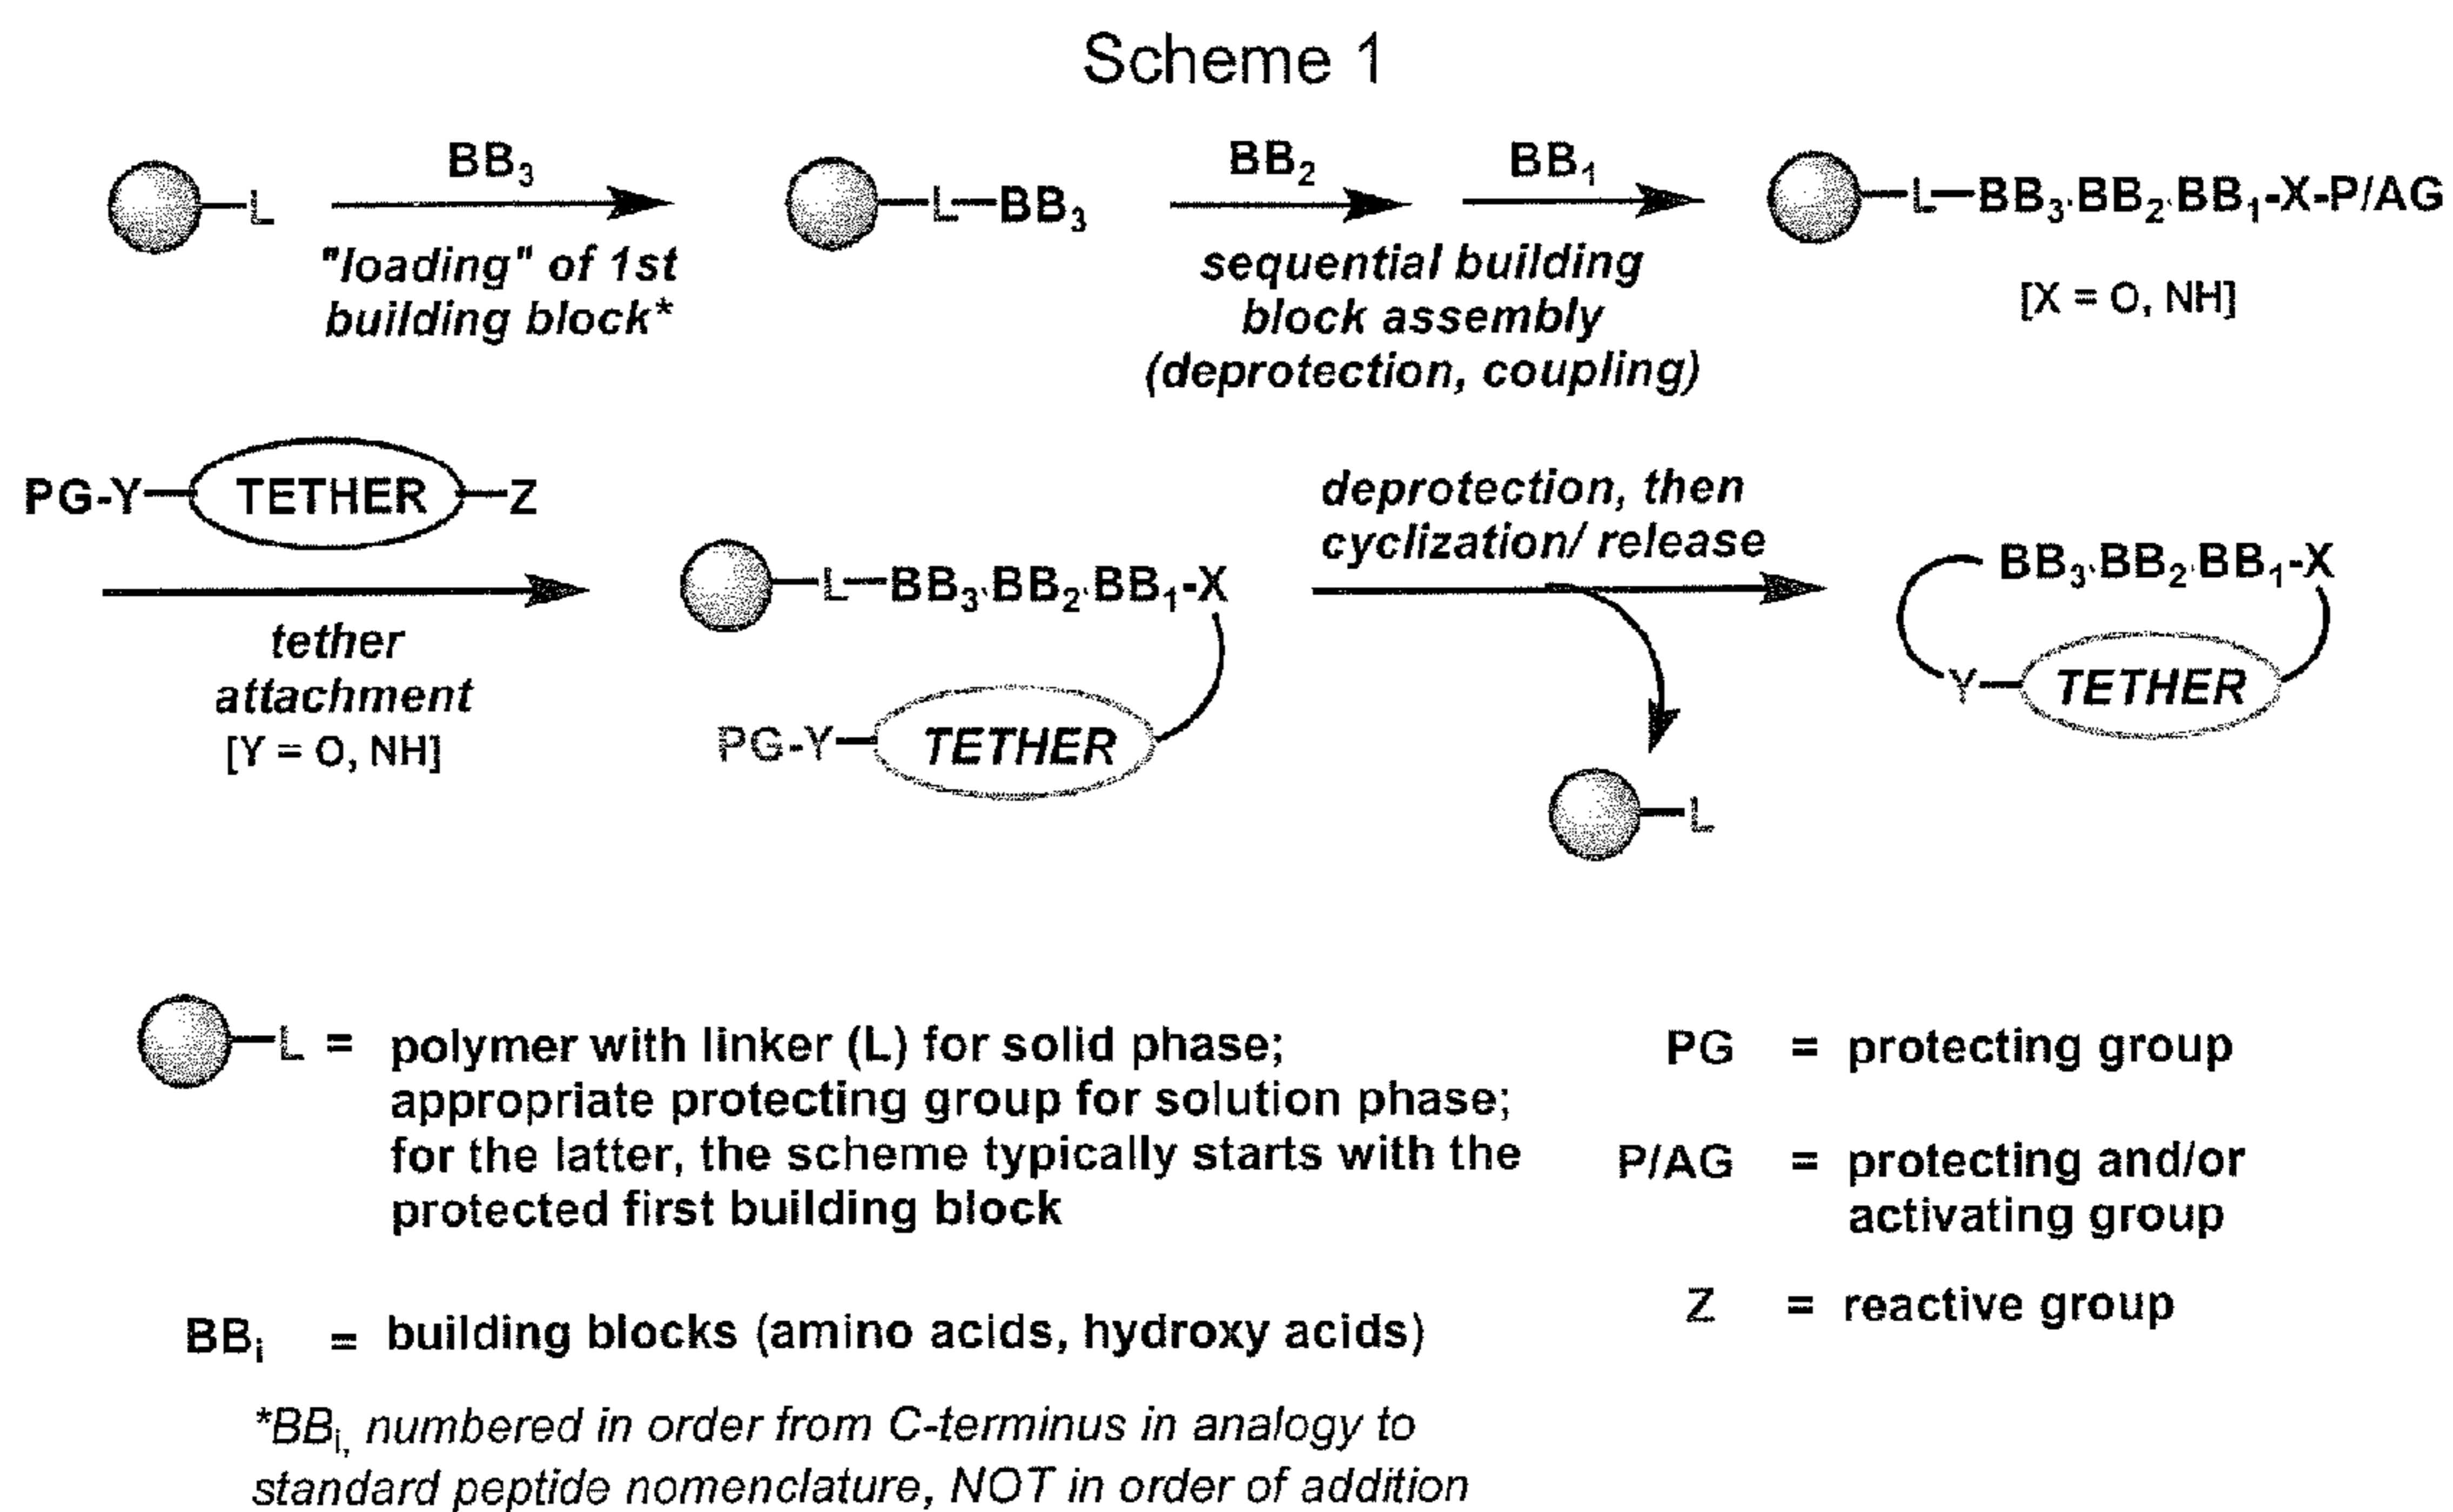 Scheme 1
L
BB3
"loading" of 1st
building block*
L-BB3
BB2
BB1
sequential building
block assembly
(deprotection, coupling)
L-BB3·BB2·BB1-X-P/AG
[X = O, NH]
PG-Y-TETHER-Z
tether
attachment
[Y = O, NH]
L-BB3·BB2·BB1-X
PG-Y-TETHER
deprotection, then
cyclization/ release
L
BB3·BB2·BB1-X
Y-TETHER
L = polymer with linker (L) for solid phase;
appropriate protecting group for solution phase;
for the latter, the scheme typically starts with the
protected first building block
BBi = building blocks (amino acids, hydroxy acids)
*BBi, numbered in order from C-terminus in analogy to
standard peptide nomenclature, NOT in order of addition
PG = protecting group
P/AG = protecting and/or
activating group
Z = reactive group